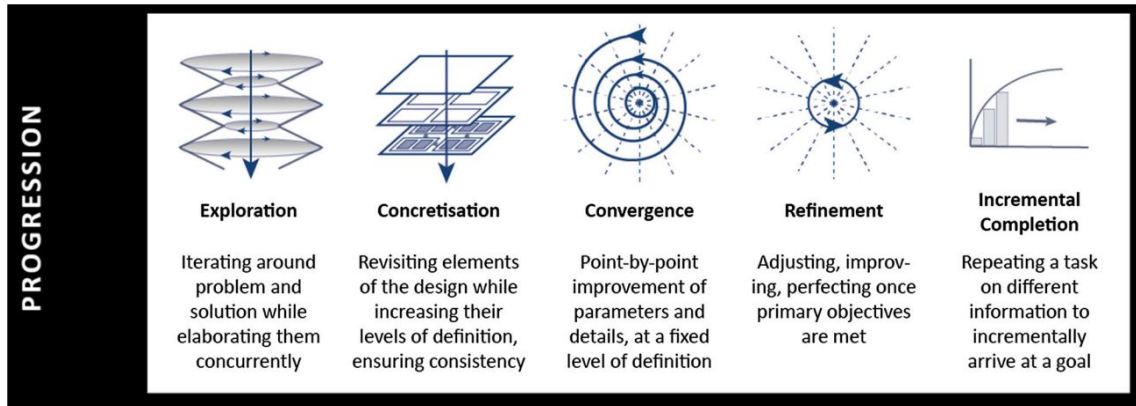 PROGRESSION
Exploration
Iterating around
problem and
solution while
elaborating them
concurrently
Concretisation
Revisiting elements
of the design while
increasing their
levels of definition,
ensuring consistency
Convergence
Point-by-point
improvement of
parameters and
details, at a fixed
level of definition
Refinement
Adjusting, improv-
ing, perfecting once
primary objectives
are met
Incremental
Completion
Repeating a task
on different
information to
incrementally
arrive at a goal